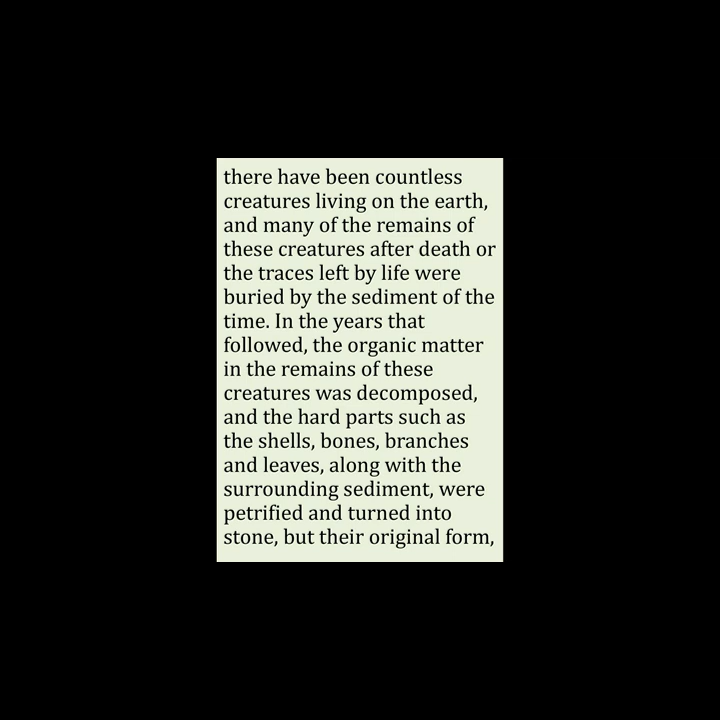 there have been countless
creatures living on the earth,
and many of the remains of
these creatures after death or
the traces left by life were
buried by the sediment of the
time. In the years that
followed, the organic matter
in the remains of these
creatures was decomposed,
and the hard parts such as
the shells, bones, branches
and leaves, along with the
surrounding sediment, were
petrified and turned into
stone, but their original form,